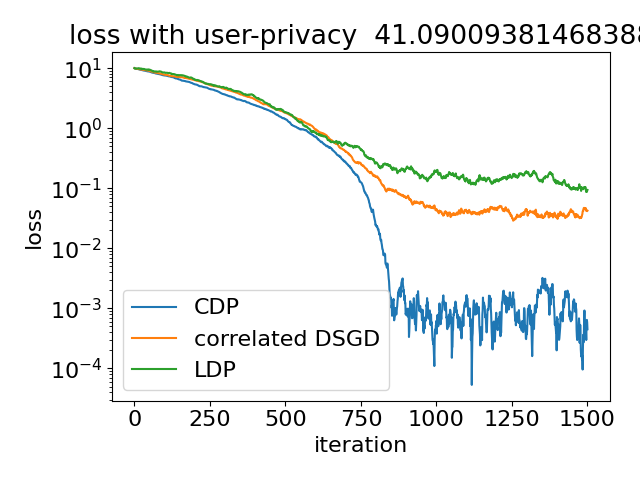 loss with user-privacy 41.0900938146838
loss
10¹
10⁰
10⁻¹
10⁻²
10⁻³
10⁻⁴
CDP
correlated DSGD
LDP
0 250 500 750 1000 1250 1500
iteration